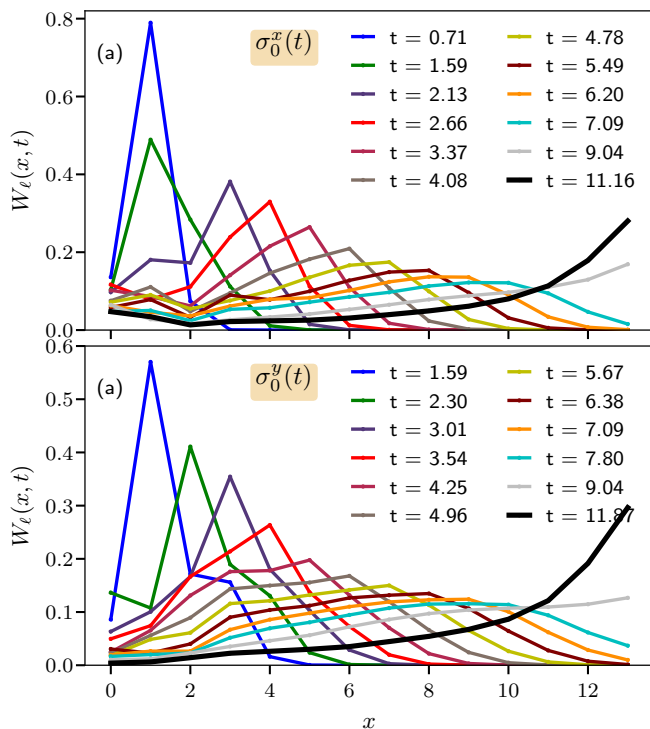 0.8
0.6
0.4
0.2
0.0
W_ℓ(x, t)
(a)
σ_0^x(t)
t = 0.71
t = 1.59
t = 2.13
t = 2.66
t = 3.37
t = 4.08
t = 4.78
t = 5.49
t = 6.20
t = 7.09
t = 9.04
t = 11.16
0.6
0.5
0.4
0.3
0.2
0.1
0.0
W_ℓ(x, t)
(a)
σ_0^y(t)
t = 1.59
t = 2.30
t = 3.01
t = 3.54
t = 4.25
t = 4.96
t = 5.67
t = 6.38
t = 7.09
t = 7.80
t = 9.04
t = 11.87
0 2 4 6 8 10 12
x